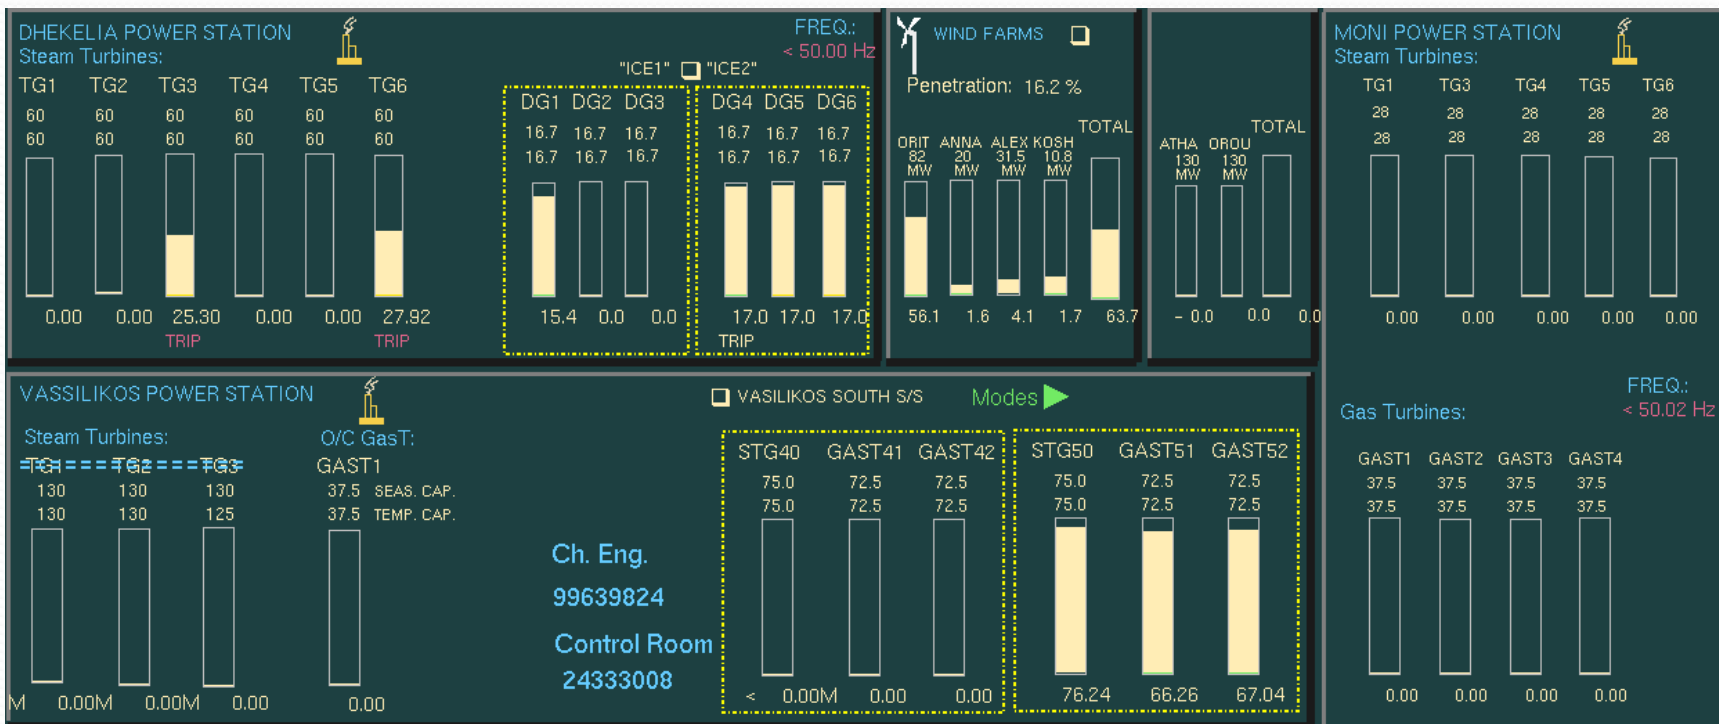 DHEKELIA POWER STATION
Steam Turbines:
FREQ.:
< 50.00 Hz
TG1 TG2 TG3 TG4 TG5 TG6
60 60 60 60 60 60
60 60 60 60 60 60
0.00 0.00 25.30 0.00 0.00 27.92
TRIP TRIP
"ICE1" "ICE2"
DG1 DG2 DG3 DG4 DG5 DG6
16.7 16.7 16.7 16.7 16.7 16.7
16.7 16.7 16.7 16.7 16.7 16.7
15.4 0.0 0.0 17.0 17.0 17.0
TRIP
WIND FARMS
Penetration: 16.2 %
TOTAL
ORIT ANNA ALEX KOSH
82 20 31.5 10.8
MW MW MW MW
56.1 1.6 4.1 1.7 63.7
TOTAL
ATHA OROU
130 130
MW MW
- 0.0 0.0 0.0
MONI POWER STATION
Steam Turbines:
TG1 TG3 TG4 TG5 TG6
28 28 28 28 28
28 28 28 28 28
0.00 0.00 0.00 0.00 0.00
FREQ.:
< 50.02 Hz
Gas Turbines:
GAST1 GAST2 GAST3 GAST4
37.5 37.5 37.5 37.5
37.5 37.5 37.5 37.5
0.00 0.00 0.00 0.00
VASSILIKOS POWER STATION
Steam Turbines: O/C GasT:
TG1 TG2 TG3 GAST1
130 130 130 37.5 SEAS. CAP.
130 130 125 37.5 TEMP. CAP.
M 0.00M 0.00M 0.00 0.00
Ch. Eng.
99639824
Control Room
24333008
VASILIKOS SOUTH S/S Modes
STG40 GAST41 GAST42 STG50 GAST51 GAST52
75.0 72.5 72.5 75.0 72.5 72.5
75.0 72.5 72.5 75.0 72.5 72.5
< 0.00M 0.00 0.00 76.24 66.26 67.04